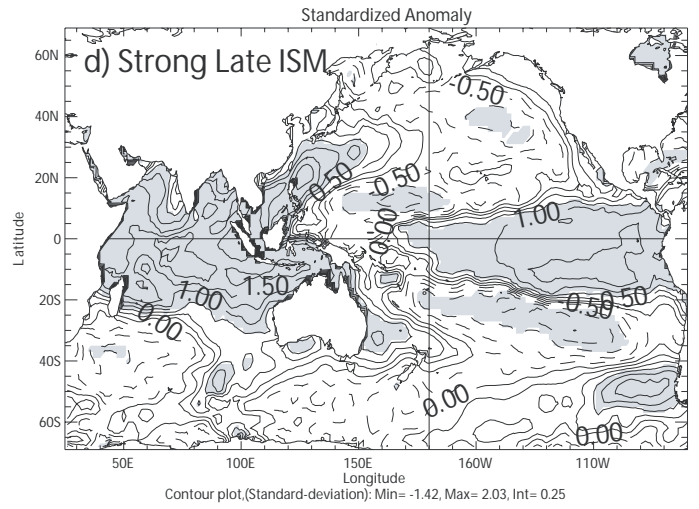 Standardized Anomaly
d) Strong Late ISM
60N
40N
20N
0
20S
40S
60S
Latitude
-0.50
0.50
-0.50
0.00
1.00
1.00
1.50
0.00
-0.50
0.50
0.00
0.00
50E
100E
150E
160W
110W
Longitude
Contour plot,(Standard-deviation): Min= -1.42, Max= 2.03, Int= 0.25